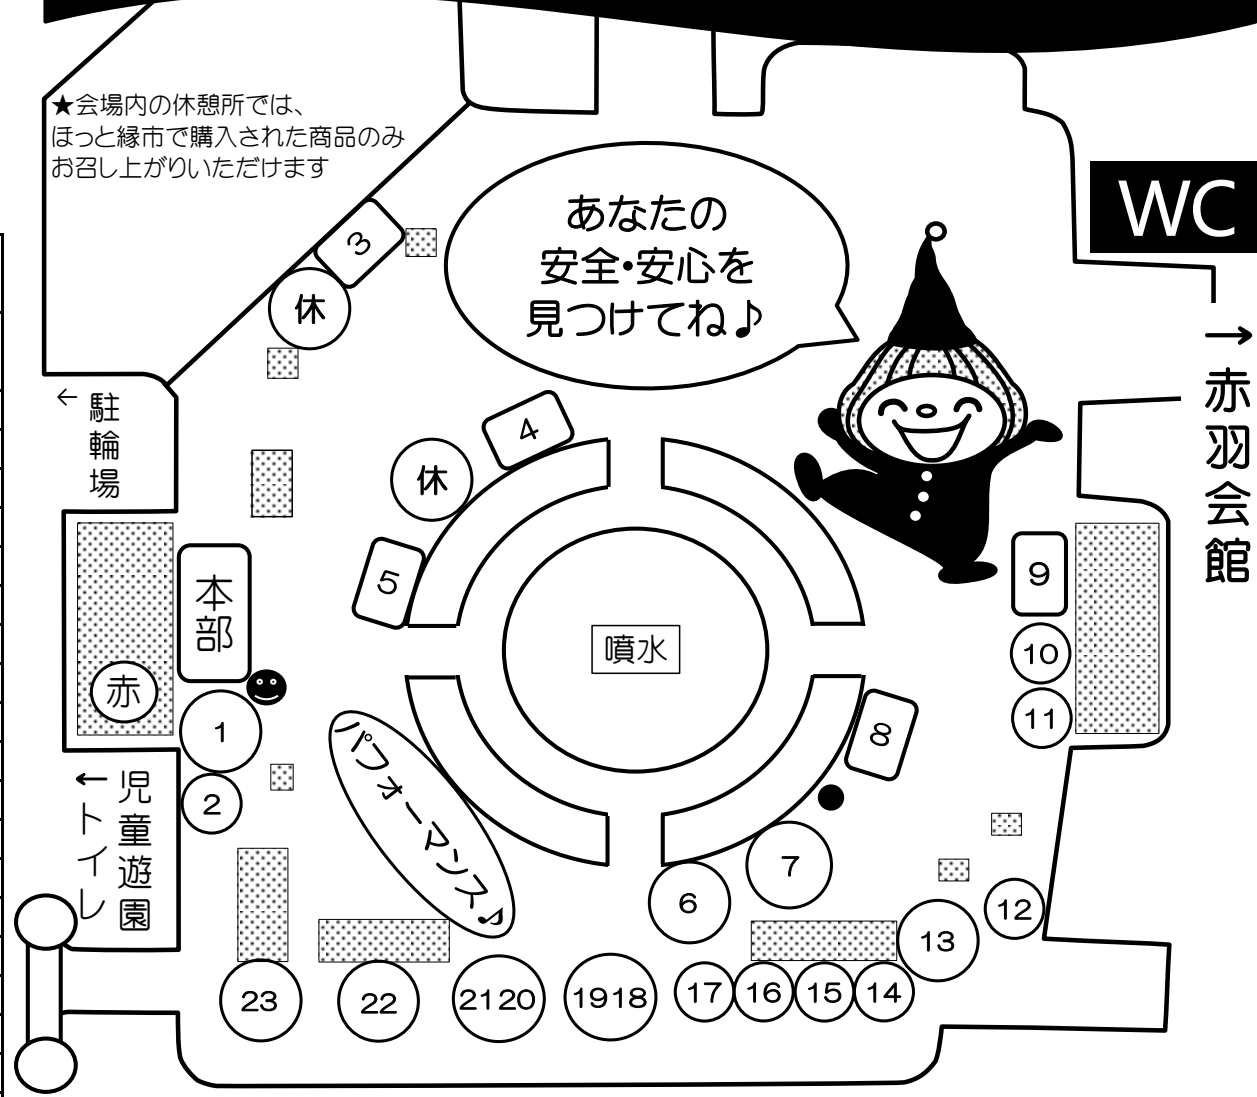 ★会場内の休憩所では、
ほっと縁市で購入された商品のみ
お召し上がりいただけます
あなたの
安全・安心を
見つけてね♪
WC
→赤羽会館
3
休
←駐輪場
4
休
5
本部
赤
噴水
9
10
11
8
1
2
パフォーマンス♪
児童遊園
←トイレ
7
6
12
13
23
22
2120
1918
17
16
15
14